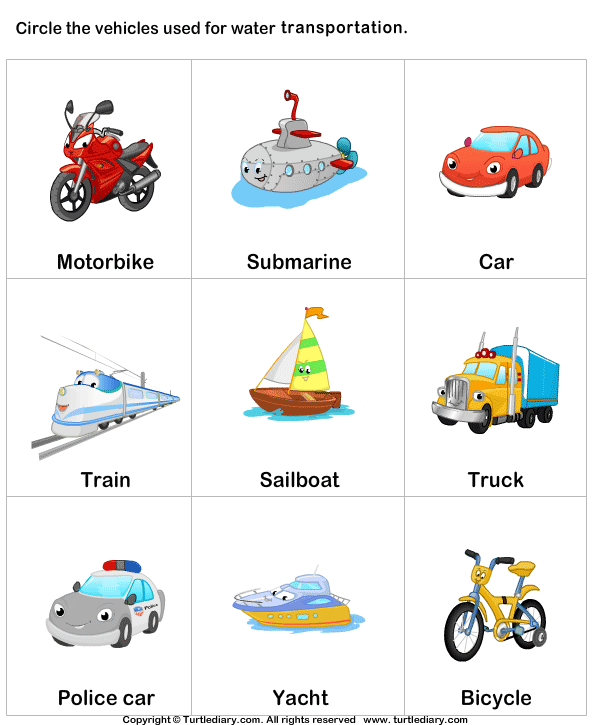 Circle the vehicles used for water transportation.
Motorbike Submarine Car
Train Sailboat Truck
Police
Police car Yacht Bicycle
Copyright © Turtlediary.com. All rights reserved www.turtlediary.com